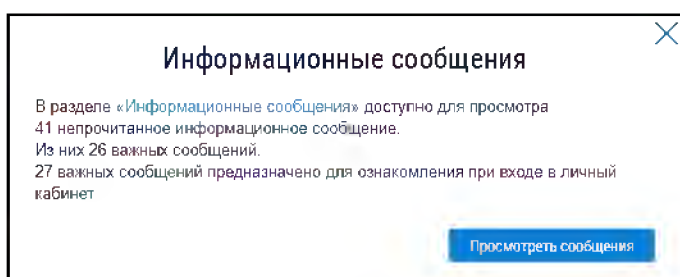 Информационные сообщения
В разделе «Информационные сообщения» доступно для просмотра
41 непрочитанное информационное сообщение.
Из них 26 важных сообщений.
27 важных сообщений предназначено для ознакомления при входе в личный
кабинет
Просмотреть сообщения